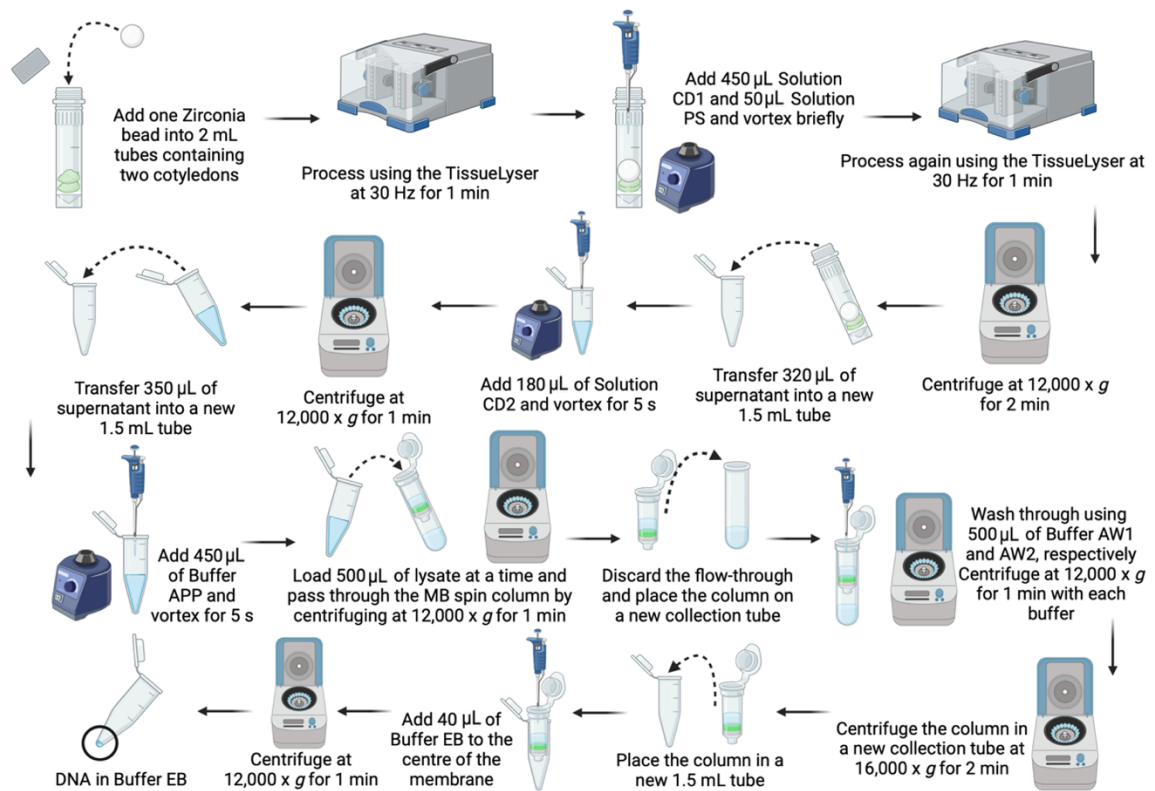 Add one Zirconia
bead into 2 mL
tubes containing
two cotyledons
Process using the TissueLyser
at 30 Hz for 1 min
Add 450 µL Solution
CD1 and 50 µL Solution
PS and vortex briefly
Process again using the TissueLyser at
30 Hz for 1 min
Centrifuge at 12,000 x g
for 2 min
Transfer 320 µL of
supernatant into a new
1.5 mL tube
Add 180 µL of Solution
CD2 and vortex for 5 s
Centrifuge at
12,000 x g for 1 min
Transfer 350 µL of
supernatant into a new
1.5 mL tube
Add 450 µL
of Buffer
APP and
vortex for 5 s
Load 500 µL of lysate at a time and
pass through the MB spin column by
centrifuging at 12,000 x g for 1 min
Discard the flow-through
and place the column on
a new collection tube
Wash through using
500 µL of Buffer AW1
and AW2, respectively
Centrifuge at 12,000 x g
for 1 min with each
buffer
Centrifuge the column in
a new collection tube at
16,000 x g for 2 min
Place the column in a
new 1.5 mL tube
Add 40 µL of
Buffer EB to the
centre of the
membrane
Centrifuge at
12,000 x g for 1 min
DNA in Buffer EB